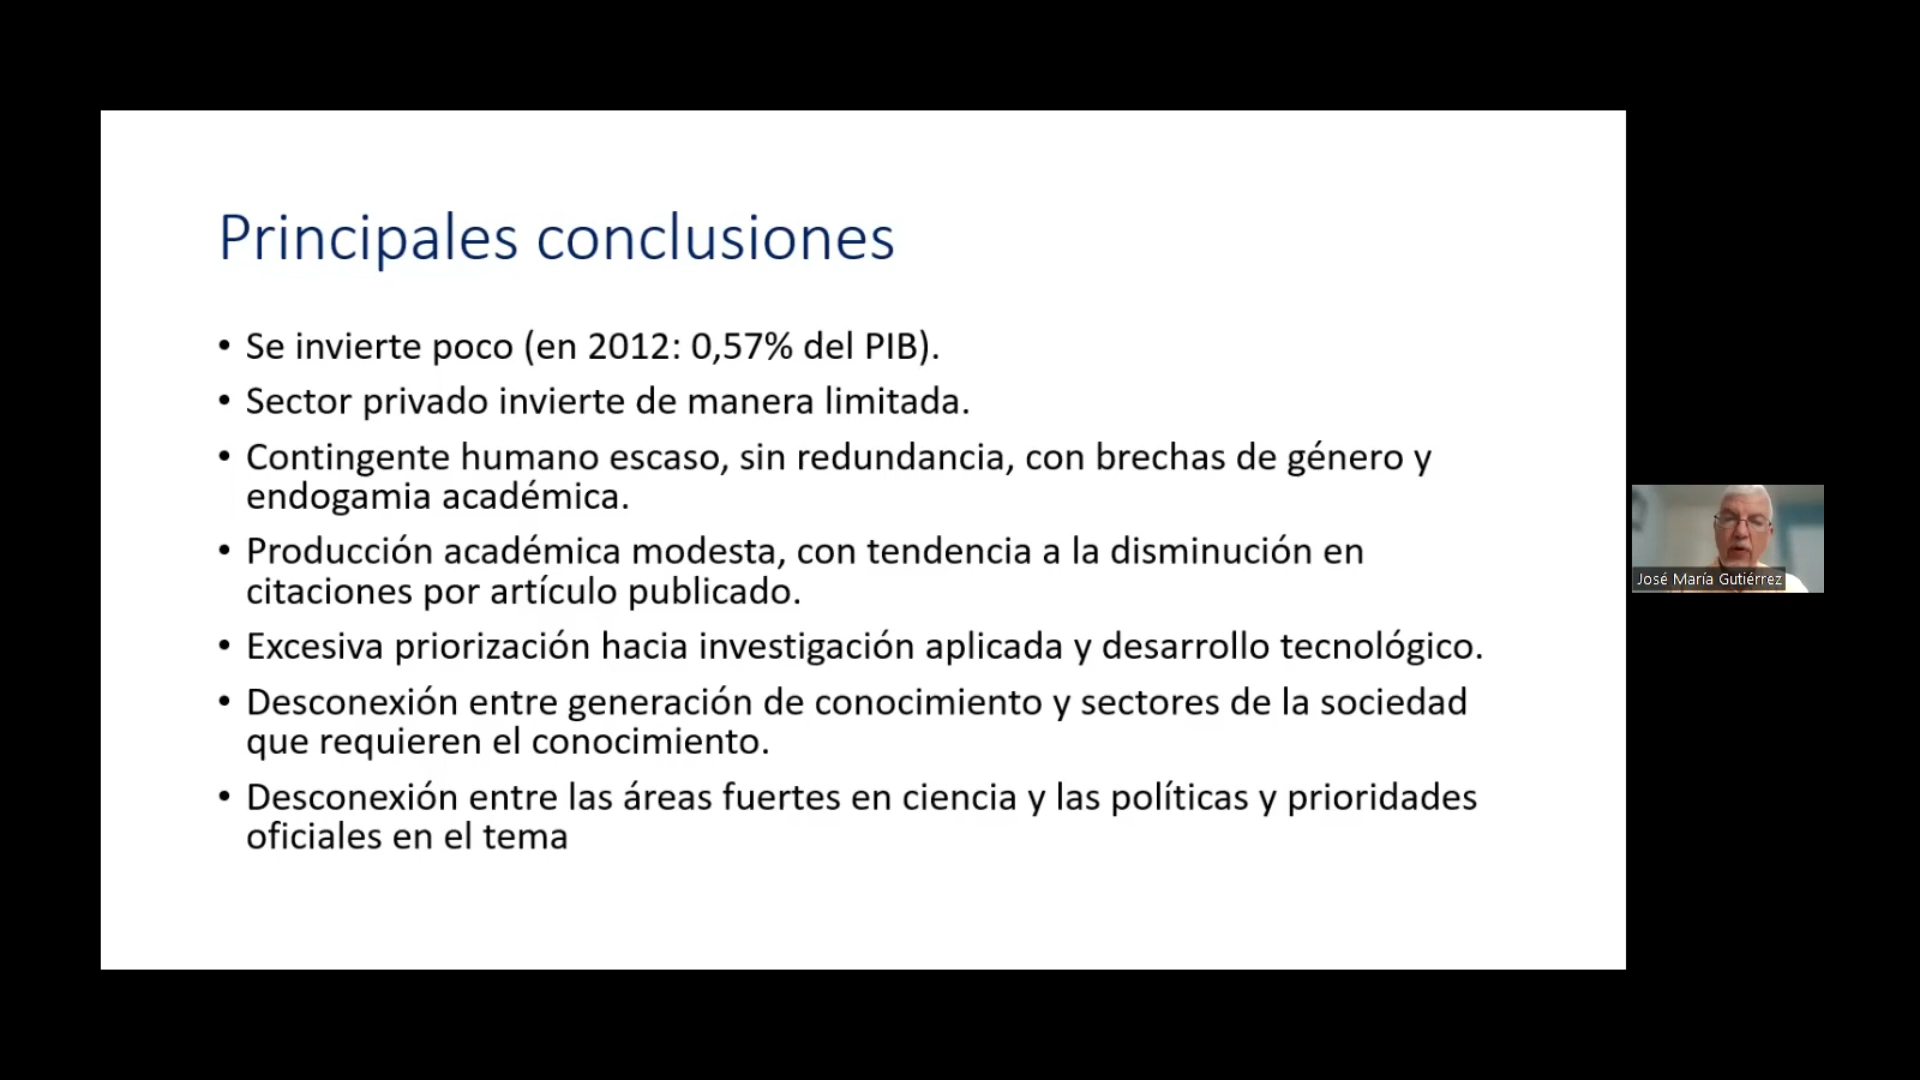 Principales conclusiones
• Se invierte poco (en 2012: 0,57% del PIB).
• Sector privado invierte de manera limitada.
• Contingente humano escaso, sin redundancia, con brechas de género y
endogamia académica.
• Producción académica modesta, con tendencia a la disminución en
citaciones por artículo publicado.
• Excesiva priorización hacia investigación aplicada y desarrollo tecnológico.
• Desconexión entre generación de conocimiento y sectores de la sociedad
que requieren el conocimiento.
• Desconexión entre las áreas fuertes en ciencia y las políticas y prioridades
oficiales en el tema
José María Gutiérrez